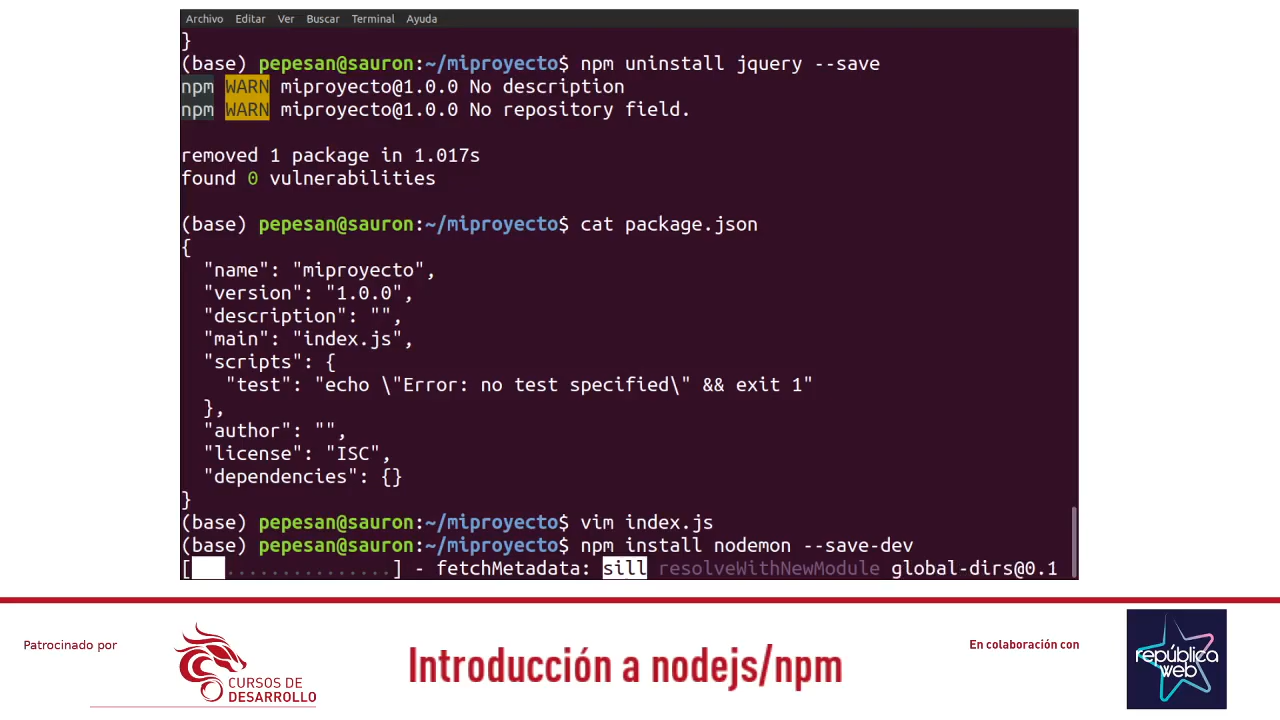 Archivo Editar Ver Buscar Terminal Ayuda
}
(base) pepesan@sauron:~/miproyecto$ npm uninstall jquery --save
npm WARN miproyecto@1.0.0 No description
npm WARN miproyecto@1.0.0 No repository field.
removed 1 package in 1.017s
found 0 vulnerabilities
(base) pepesan@sauron:~/miproyecto$ cat package.json
{
  "name": "miproyecto",
  "version": "1.0.0",
  "description": "",
  "main": "index.js",
  "scripts": {
    "test": "echo \"Error: no test specified\" && exit 1"
  },
  "author": "",
  "license": "ISC",
  "dependencies": {}
}
(base) pepesan@sauron:~/miproyecto$ vim index.js
(base) pepesan@sauron:~/miproyecto$ npm install nodemon --save-dev
[   ...............] - fetchMetadata: sill resolveWithNewModule global-dirs@0.1
Patrocinado por
CURSOS DE
DESARROLLO
Introducción a nodejs/npm
En colaboración con
república
web